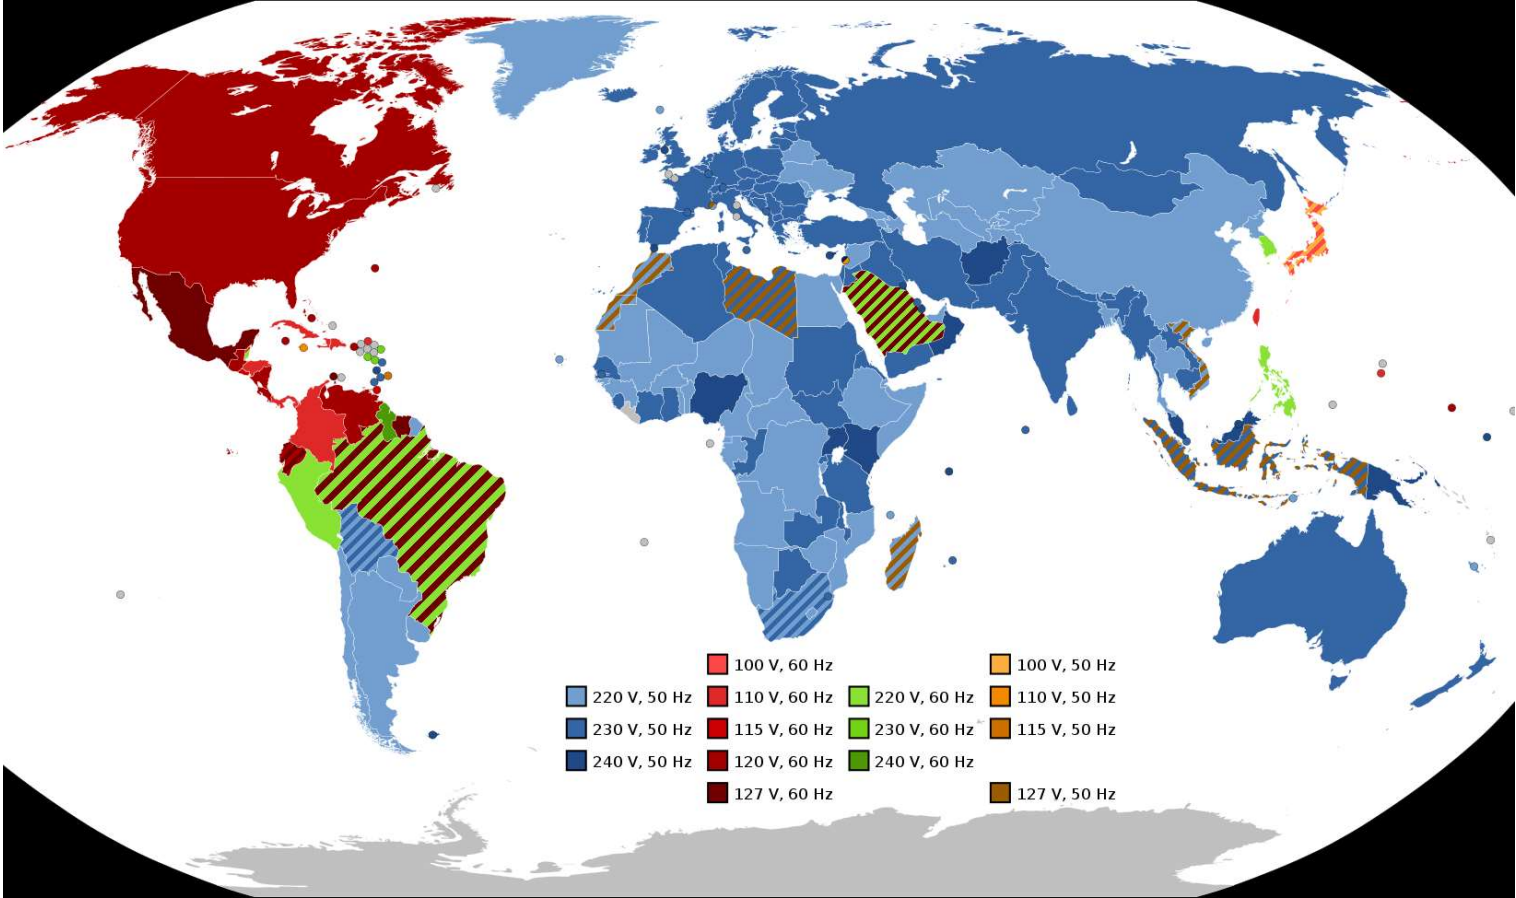 100 V, 60 Hz 100 V, 50 Hz
220 V, 50 Hz 110 V, 60 Hz 220 V, 60 Hz 110 V, 50 Hz
230 V, 50 Hz 115 V, 60 Hz 230 V, 60 Hz 115 V, 50 Hz
240 V, 50 Hz 120 V, 60 Hz 240 V, 60 Hz
127 V, 60 Hz 127 V, 50 Hz